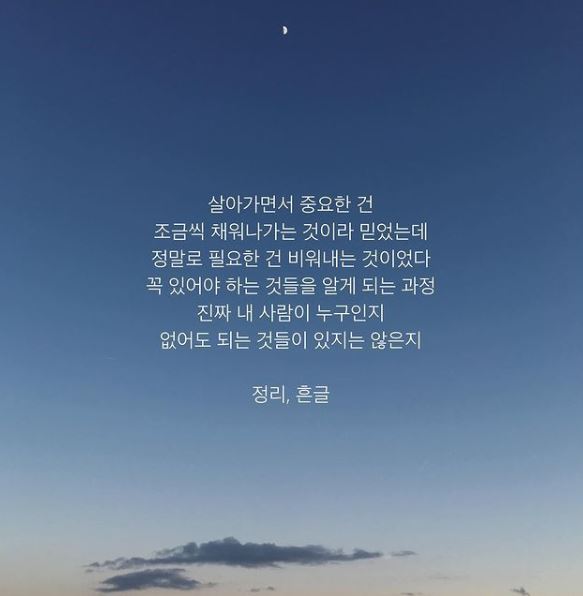 살아가면서 중요한 건
조금씩 채워나가는 것이라 믿었는데
정말로 필요한 건 비워내는 것이었다
꼭 있어야 하는 것들을 알게 되는 과정
진짜 내 사람이 누구인지
없어도 되는 것들이 있지는 않은지
정리, 흔글